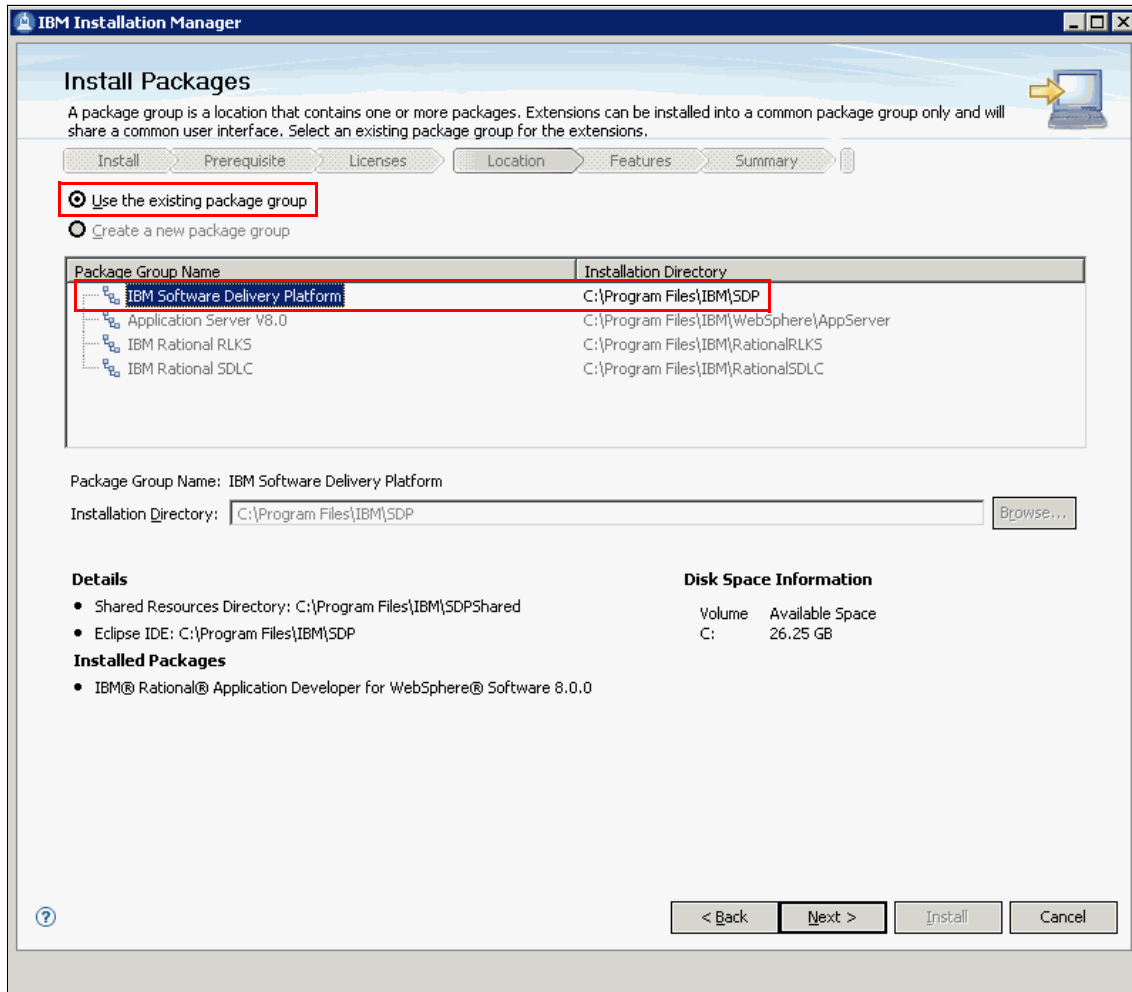 IBM Installation Manager
Install Packages
A package group is a location that contains one or more packages. Extensions can be installed into a common package group only and will
share a common user interface. Select an existing package group for the extensions.
Install Prerequisite Licenses Location Features Summary
Use the existing package group
Create a new package group
Package Group Name Installation Directory
IBM Software Delivery Platform C:\Program Files\IBM\SDP
Application Server V8.0 C:\Program Files\IBM\WebSphere\AppServer
IBM Rational RLKS C:\Program Files\IBM\RationalRLKS
IBM Rational SDLC C:\Program Files\IBM\RationalSDLC
Package Group Name: IBM Software Delivery Platform
Installation Directory: C:\Program Files\IBM\SDP Browse...
Details Disk Space Information
Shared Resources Directory: C:\Program Files\IBM\SDPShared Volume Available Space
Eclipse IDE: C:\Program Files\IBM\SDP C: 26.25 GB
Installed Packages
IBM® Rational® Application Developer for WebSphere® Software 8.0.0
? < Back Next > Install Cancel